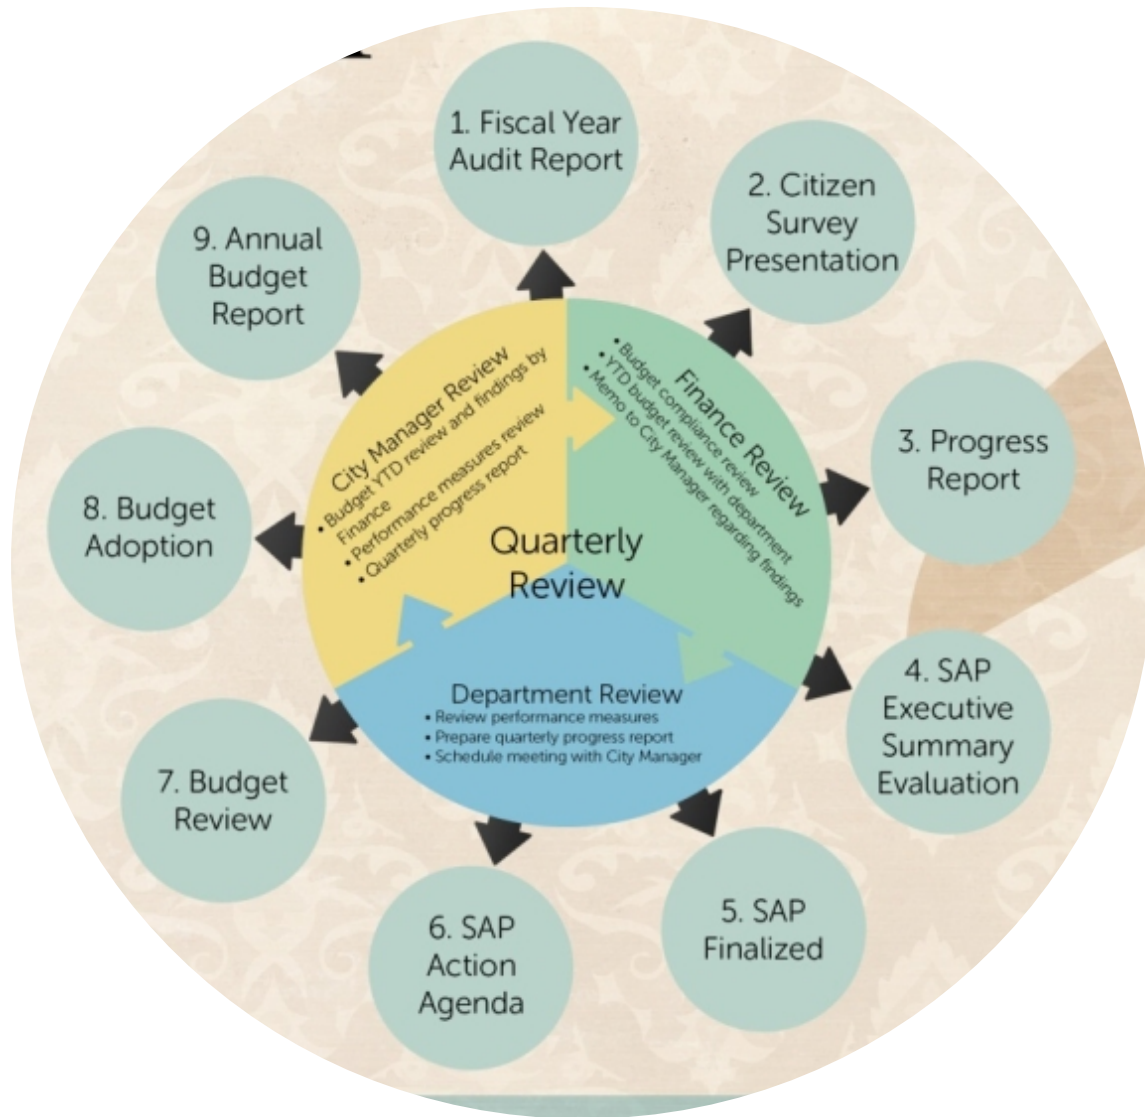 1. Fiscal Year
Audit Report
2. Citizen
Survey
Presentation
3. Progress
Report
4. SAP
Executive
Summary
Evaluation
5. SAP
Finalized
6. SAP
Action
Agenda
7. Budget
Review
8. Budget
Adoption
9. Annual
Budget
Report
City Manager Review
• Budget YTD review and findings by
Finance
• Performance measures review
• Quarterly progress report
Finance Review
• Budget compliance review
• YTD budget review with department
• Memo to City Manager regarding findings
Quarterly
Review
Department Review
• Review performance measures
• Prepare quarterly progress report
• Schedule meeting with City Manager